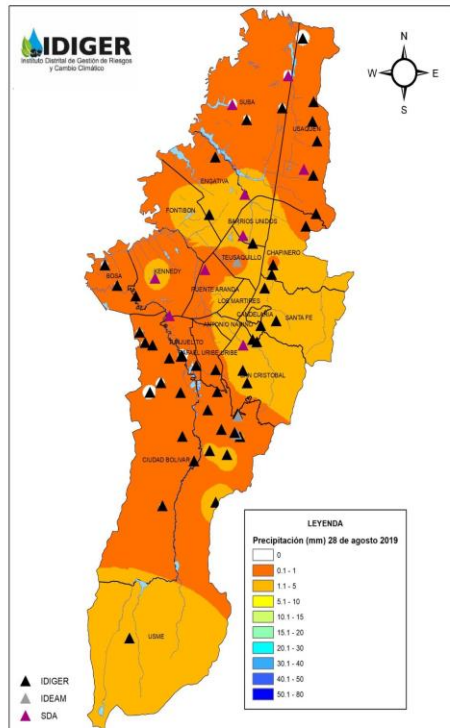 IDIGER
Instituto Distrital de Gestión de Riesgos
y Cambio Climático
N
W
E
S
SUBA
USAQUEN
ENGATIVA
FONTIBON
BARRIOS UNIDOS
TEUSAQUILLO
CHAPINERO
BOSA
KENNEDY
PUENTE ARANDA
LOS MARTIRES
CANDELARIA
SANTA FE
ANTONIO NARIÑO
TUNJUELITO
RAFAEL URIBE URIBE
SAN CRISTOBAL
CIUDAD BOLIVAR
USME
LEYENDA
Precipitación (mm) 28 de agosto 2019
0
0.1 - 1
1.1 - 5
5.1 - 10
10.1 - 15
15.1 - 20
20.1 - 30
30.1 - 40
40.1 - 50
50.1 - 80
IDIGER
IDEAM
SDA